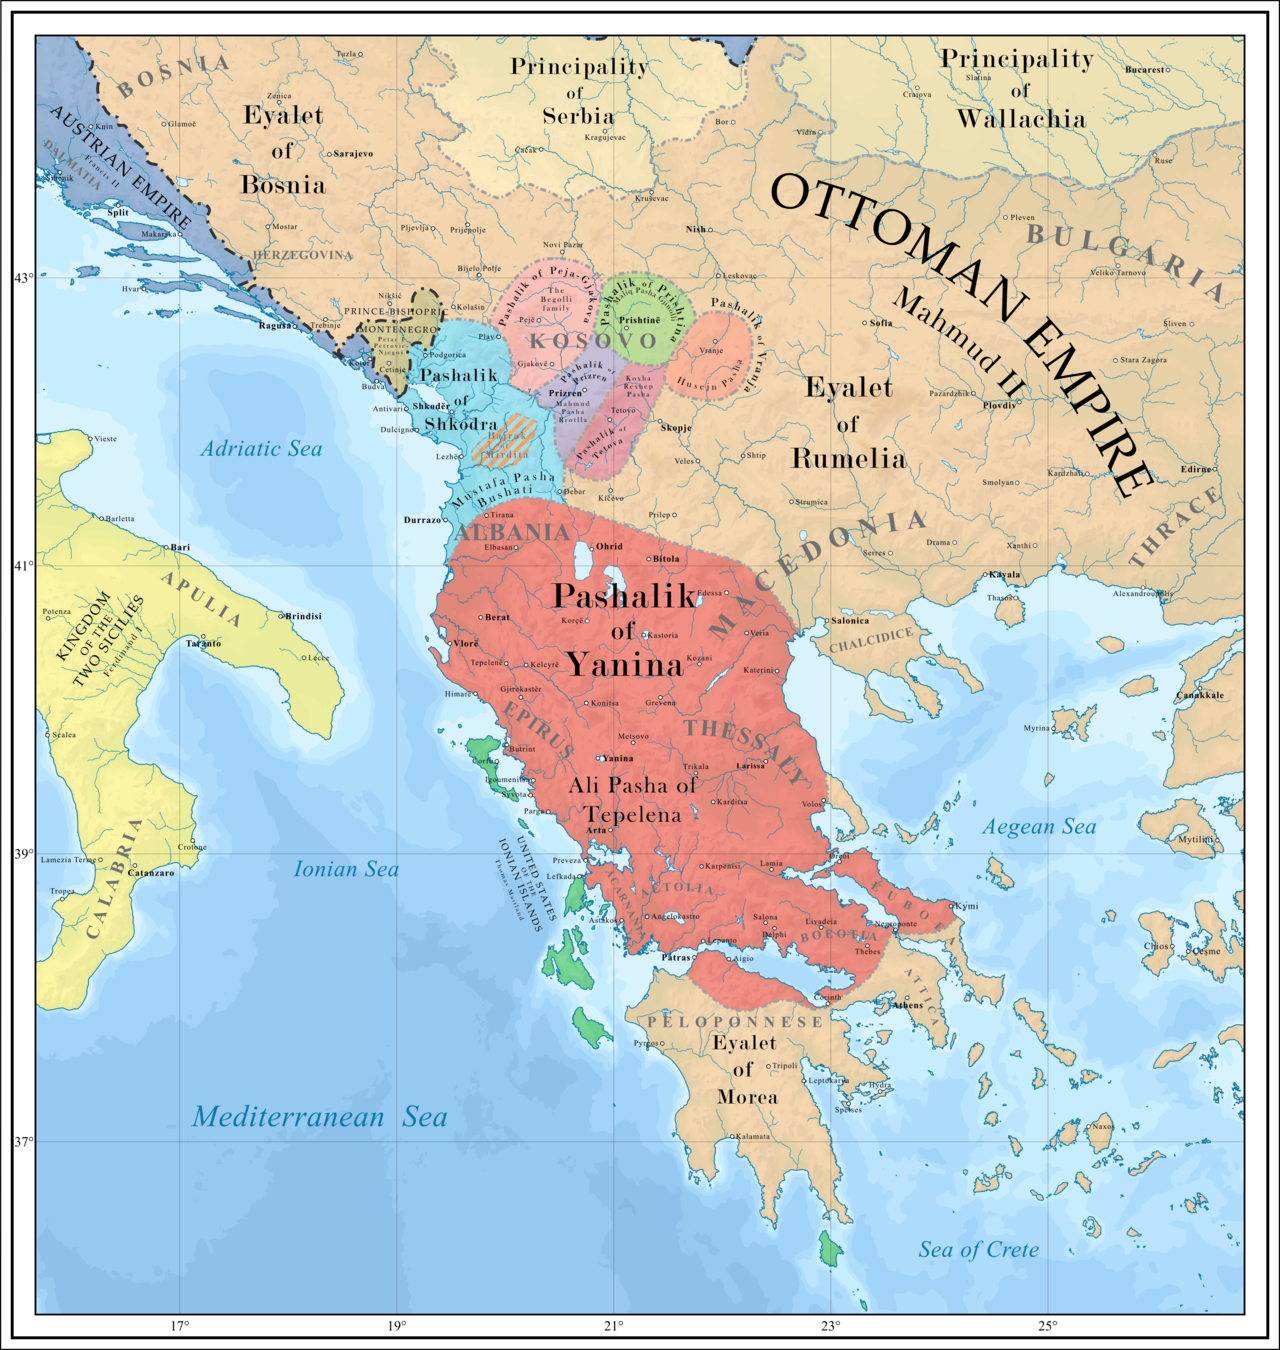 BOSNIA
Tuzla
Zenica
Eyalet
of
Bosnia
Glamoč
Sarajevo
Mostar
HERZEGOVINA
Pljevlja
Prijepolje
Bijelo Polje
Novi Pazar
Trebinje
AUSTRIAN EMPIRE
Francis II
DALMATIA
Knin
Split
Makarska
Hvar
Ragusa
Budva
Principality
of
Serbia
Čačak
Kragujevac
Kruševac
Bor
Vidin
Principality
of
Wallachia
Slatina
Craiova
Bucarest
Ruse
OTTOMAN EMPIRE
Mahmud II
BULGARIA
Pleven
Veliko Tarnovo
Nish
Leskovac
Sofia
Sliven
Stara Zagora
Pazardzhik
Plovdiv
Kardzhali
Smolyan
Edirne
Eyalet
of
Rumelia
Nikšić
Kolašin
PRINCE-BISHOPRIC
MONTENEGRO
Petar I
Petrović
Njegoš
Cetinje
Podgorica
Plav
Pashalik
of
Shkodra
Shkodër
Antivari
Dulcigno
Lezhë
Bajrak
of
Mirdita
Mustafa Pasha
Bushati
Durrazo
Pashalik of Peja-Gjakova
The
Begolli
family
Pejë
Gjakovë
KOSOVO
Pashalik of Prishtina
Maliq Pasha Gjinolli
Prishtinë
Pashalik of Vranja
Vranje
Husejn Pasha
Pashalik of
Prizren
Prizren
Mahmud
Pasha
Rrotlla
Koxha
Rexhep
Pasha
Tetovo
Pashalik of
Tetova
Skopje
Veles
Shtip
Strumica
Debar
Kičevo
Prilep
MACEDONIA
Serres
Drama
Xanthi
Kavala
Thasos
Alexandroupolis
THRACE
Salonica
CHALCIDICE
Çanakkale
Myrina
Mytilini
Chios
Çeşme
Tirana
ALBANIA
Elbasan
Ohrid
Bitola
Pashalik
of
Yanina
Edessa
Berat
Korçë
Kastoria
Veria
Vlorë
Tepelenë
Kelcyrë
Kozani
Katerini
Himarë
Gjirokastër
Konitsa
Grevena
EPIRUS
THESSALY
Metsovo
Butrint
Yanina
Trikala
Larissa
Corfu
Igoumenitsa
Syvota
Ali Pasha of
Tepelena
Karditsa
Volos
Parga
Arta
Preveza
Lefkada
Karpenisi
Lamia
Oreoi
ACARNANIA
AETOLIA
EUBO
Kymi
Astakos
Angelokastro
Salona
Delphi
Livadeia
Negroponte
BOEOTIA
Thebes
Lepanto
Patras
Aigio
Corinth
ATTICA
Athens
PELOPONNESE
Eyalet
of
Morea
Pyrgos
Tripoli
Leptokarya
Hydra
Spetses
Kalamata
Naxos
UNITED STATES
OF THE
IONIAN ISLANDS
Thomas Maitland
Adriatic Sea
Ionian Sea
Mediterranean Sea
Aegean Sea
Sea of Crete
Vieste
Barletta
Bari
APULIA
Potenza
KINGDOM
OF THE
TWO SICILIES
Ferdinand I
Brindisi
Taranto
Lecce
Scalea
CALABRIA
Crotone
Lamezia Terme
Catanzaro
Tropea
43°
41°
39°
37°
17°
19°
21°
23°
25°